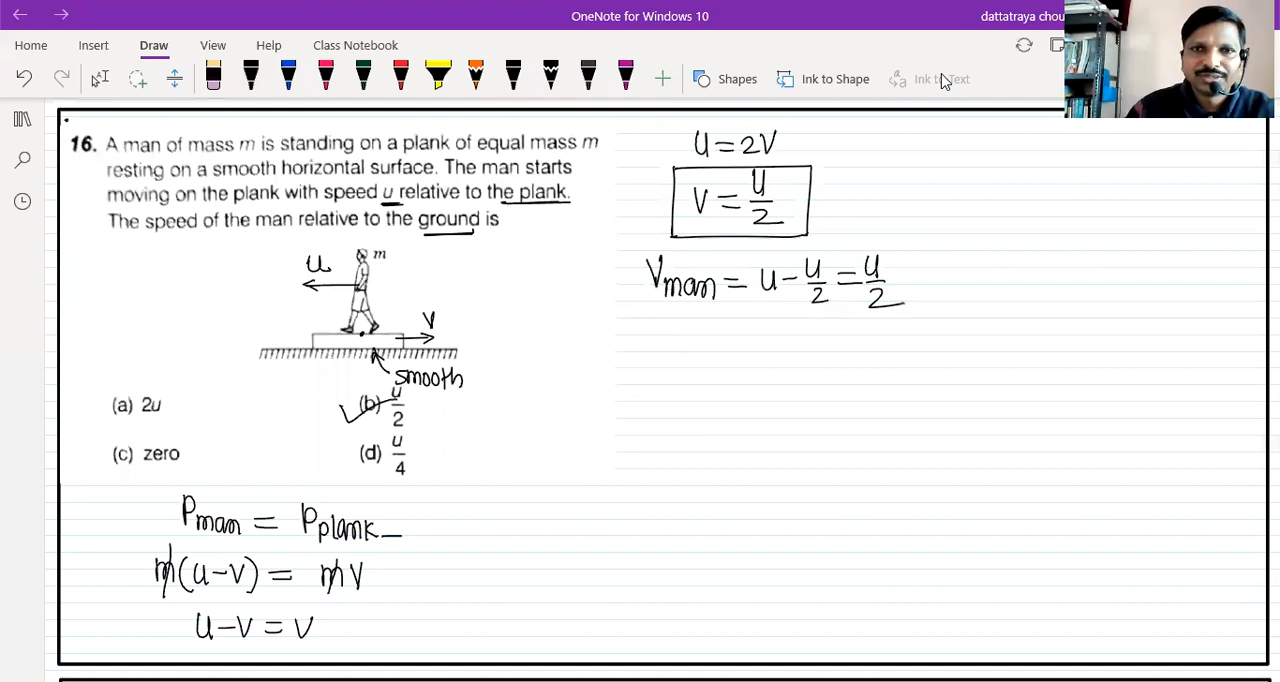 OneNote for Windows 10
dattatraya chou
Home Insert Draw View Help Class Notebook
Shapes Ink to Shape Ink to Text
16. A man of mass m is standing on a plank of equal mass m
resting on a smooth horizontal surface. The man starts
moving on the plank with speed u relative to the plank.
The speed of the man relative to the ground is
m
u
v
smooth
(a) 2u (b) u/2
(c) zero (d) u/4
Pman = Pplank
m(u-v) = mv
u-v = v
u = 2v
v = u/2
Vman = u - u/2 = u/2